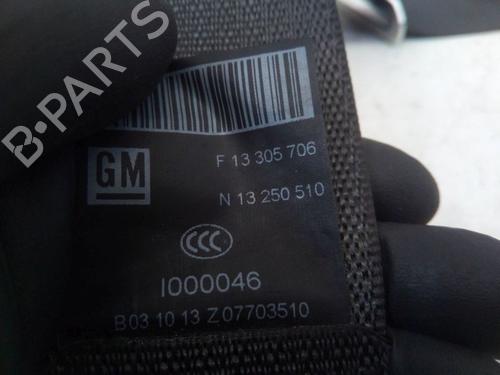 B-PARTS
GM
F 13 305 706
N 13 250 510
CCC
I000046
B03 10 13 Z07703510